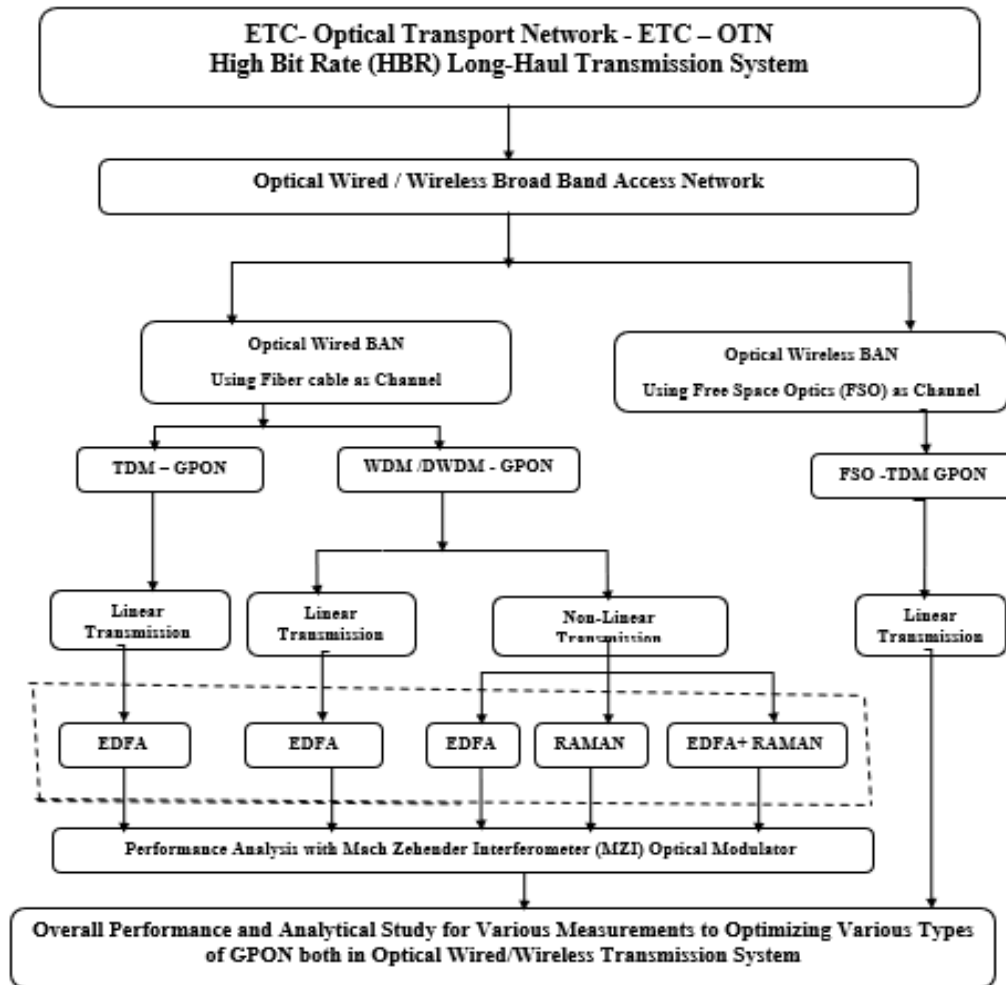 ETC- Optical Transport Network - ETC – OTN
High Bit Rate (HBR) Long-Haul Transmission System
Optical Wired / Wireless Broad Band Access Network
Optical Wired BAN
Using Fiber cable as Channel
Optical Wireless BAN
Using Free Space Optics (FSO) as Channel
TDM – GPON
WDM /DWDM - GPON
FSO -TDM GPON
Linear
Transmission
Linear
Transmission
Non-Linear
Transmission
Linear
Transmission
EDFA
EDFA
EDFA
RAMAN
EDFA+ RAMAN
Performance Analysis with Mach Zehender Interferometer (MZI) Optical Modulator
Overall Performance and Analytical Study for Various Measurements to Optimizing Various Types
of GPON both in Optical Wired/Wireless Transmission System